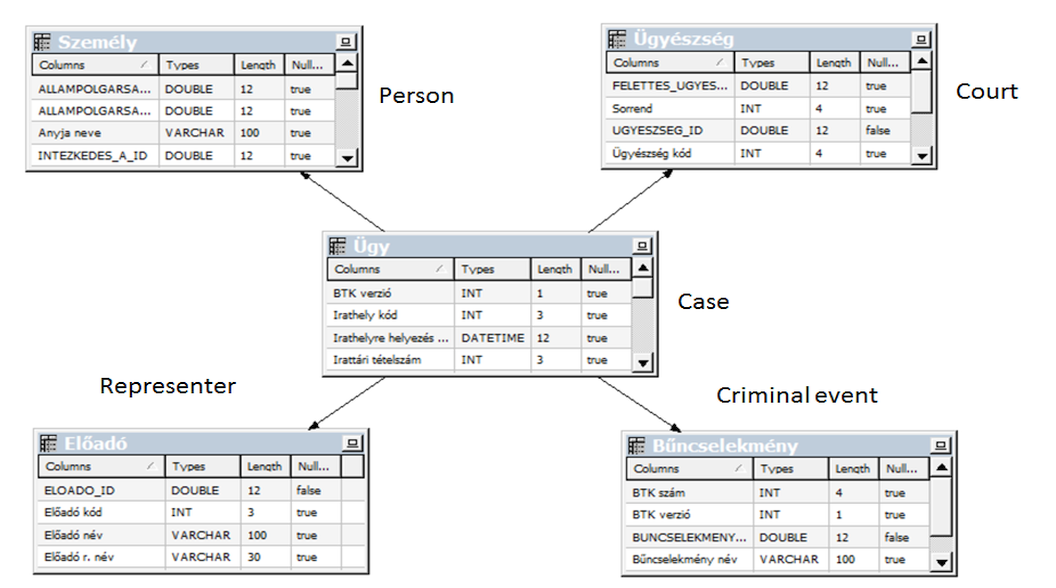 Személy
Columns Types Length Null...
ALLAMPOLGARSA... DOUBLE 12 true
ALLAMPOLGARSA... DOUBLE 12 true
Anyja neve VARCHAR 100 true
INTEZKEDES_A_ID DOUBLE 12 true
Person
Ügyészség
Columns Types Length Null...
FELETTES_UGYES... DOUBLE 12 true
Sorrend INT 4 true
UGYESZSEG_ID DOUBLE 12 false
Ügyészség kód INT 4 true
Court
Ügy
Columns Types Length Null...
BTK verzió INT 1 true
Irathely kód INT 3 true
Irathelyre helyezés ... DATETIME 12 true
Irattári tételszám INT 3 true
Case
Representer
Előadó
Columns Types Length Null...
ELOADO_ID DOUBLE 12 false
Előadó kód INT 3 true
Előadó név VARCHAR 100 true
Előadó r. név VARCHAR 30 true
Criminal event
Bűncselekmény
Columns Types Length Null...
BTK szám INT 4 true
BTK verzió INT 1 true
BUNCSELEKMENY... DOUBLE 12 false
Bűncselekmény név VARCHAR 100 true